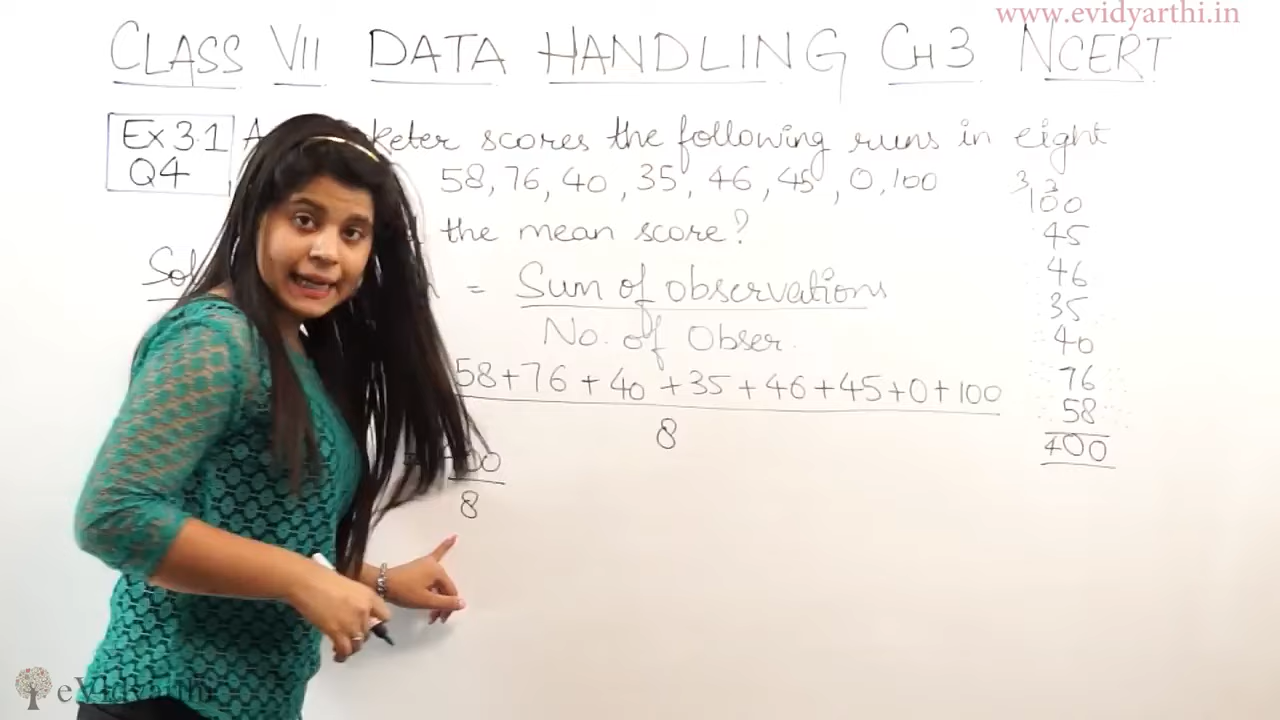 www.evidyarthi.in
CLASS VII DATA HANDLING CH 3 NCERT
Ex 3.1 scores the following runs in eight
Q4 58, 76, 40, 35, 46, 45, 0, 100
the mean score?
= Sum of observations
No. of Obser.
58+76+40+35+46+45+0+100
8
8
3 2
100
45
46
35
40
76
58
400
eVidyarthi